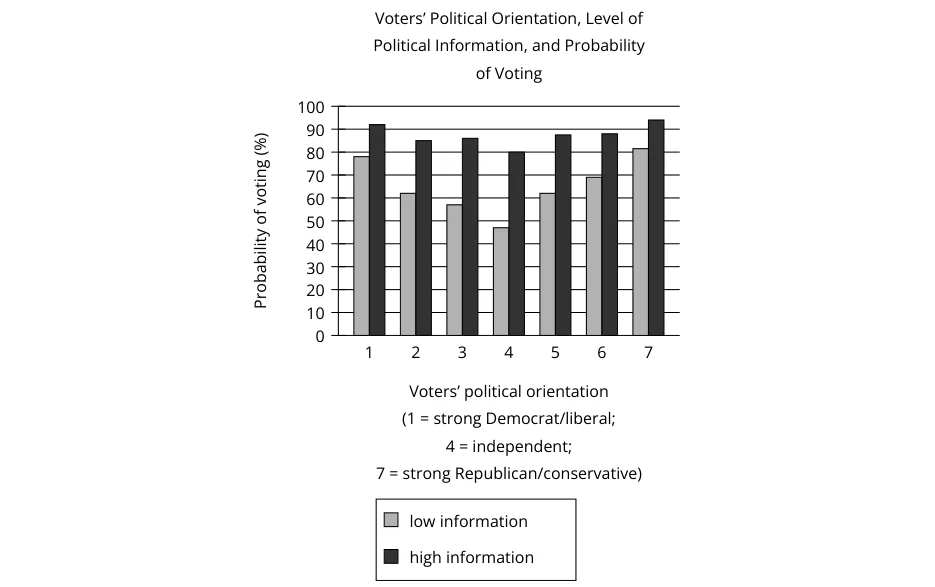 Voters’ Political Orientation, Level of
Political Information, and Probability
of Voting
Probability of voting (%)
100
90
80
70
60
50
40
30
20
10
0
1 2 3 4 5 6 7
Voters’ political orientation
(1 = strong Democrat/liberal;
4 = independent;
7 = strong Republican/conservative)
low information
high information